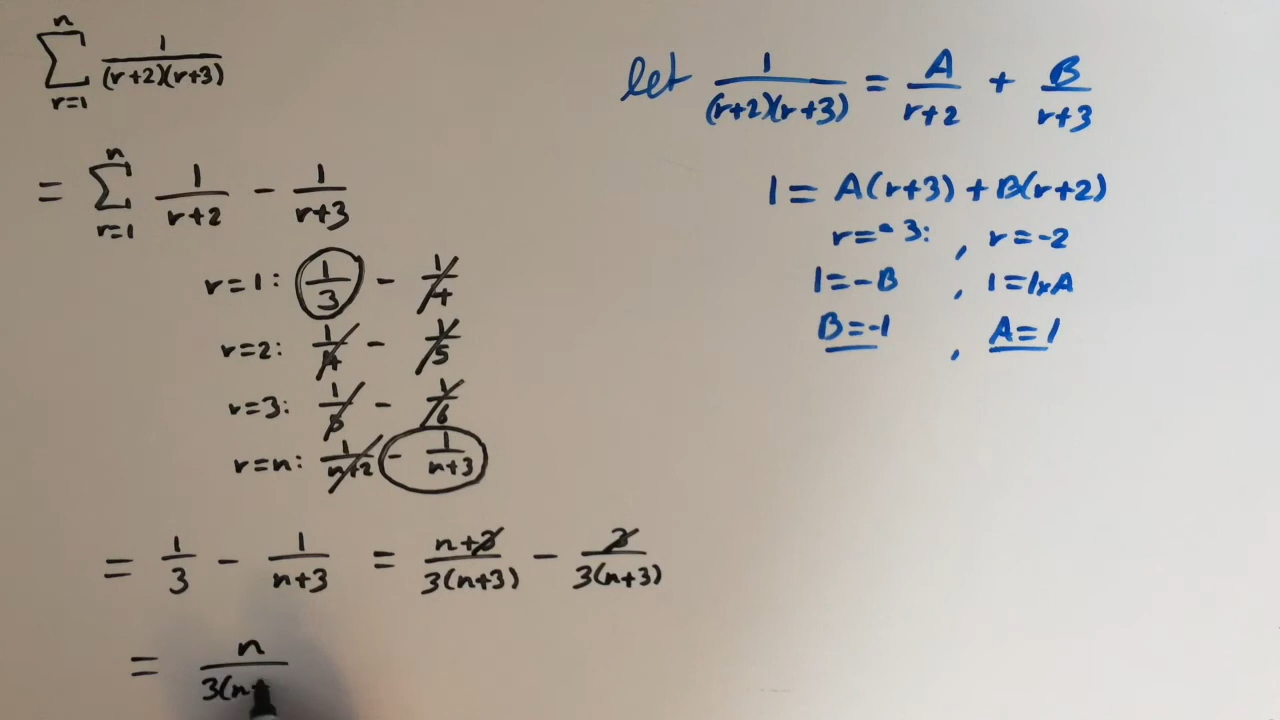 n
∑ 1/((r+2)(r+3))
r=1
= ∑ 1/(r+2) - 1/(r+3)
n
r=1
r=1: 1/3 - 1/4
r=2: 1/4 - 1/5
r=3: 1/5 - 1/6
r=n: 1/(n+2) - 1/(n+3)
= 1/3 - 1/(n+3) = (n+3)/(3(n+3)) - 3/(3(n+3))
= n/(3(n+
let 1/((r+2)(r+3)) = A/(r+2) + B/(r+3)
1 = A(r+3) + B(r+2)
r=-3: , r=-2
1=-B , 1=1×A
B=-1 , A=1